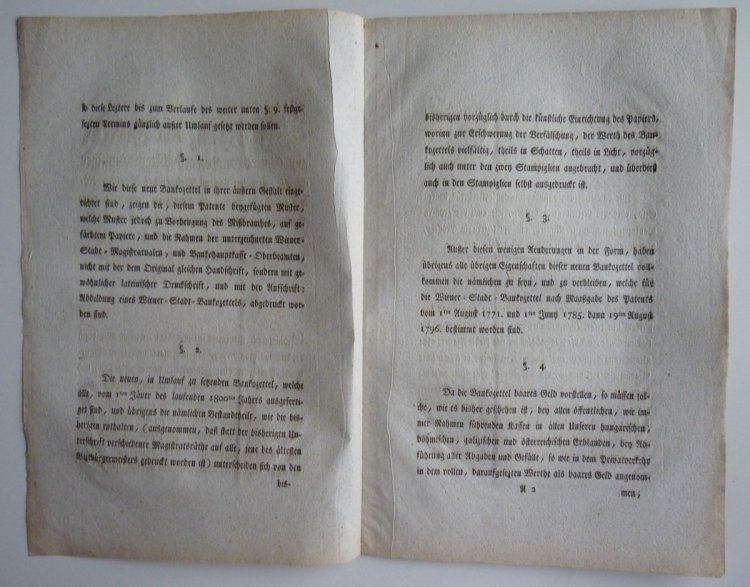 so diese Leztere bis zum Verlaufe des weiter unten §. 9. festge-
sezten Termins gänzlich außer Umlauf gesezt werden sollen.
§. 1.
Wie diese neue Bankozettel in ihrer äußern Gestalt einge-
richtet sind, zeigen die, diesem Patente beygefügten Muster,
welche Muster jedoch zu Vorbeugung des Mißbrauches, auf ge-
färbtem Papiere, und die Nahmen der unterzeichneten Wiener-
Stadt-Magistratualen, und Bankohauptkasse-Oberbeamten,
nicht mit der dem Original gleichen Handschrift, sondern mit ge-
wöhnlicher lateinischer Druckschrift, und mit der Aufschrift:
Abbildung eines Wiener-Stadt-Bankozettels, abgedruckt wor-
den sind.
§. 2.
Die neuen, in Umlauf zu setzenden Bankozettel, welche
alle, vom 1ten Jäner des laufenden 1800ten Jahrs ausgeferti-
get sind, und übrigens die nämlichen Bestandtheile, wie die bis-
herigen enthalten, (ausgenommen, daß statt der bisherigen Un-
terschrift verschiedener Magistratsräthe auf alle, jene des ältesten
Vizebürgermeisters gedruckt worden ist) unterscheiden sich von den
bis-
bisherigen vorzüglich durch die künstliche Einrichtung des Papiers,
worinn zur Erschwerung der Verfälschung, der Werth des Ban-
kozettels vielfältig, theils in Schatten, theils in Licht, vorzüg-
lich auch unter den zwey Stampiglien angebracht, und überdieß
auch in den Stampiglien selbst ausgedruckt ist.
§. 3.
Außer diesen wenigen Aenderungen in der Form, haben
übrigens alle übrigen Eigenschaften dieser neuen Bankozettel voll-
kommen die nämlichen zu seyn, und zu verbleiben, welche für
die Wiener-Stadt-Bankozettel nach Maaßgabe des Patents
vom 1ten August 1771. und 1ten Juny 1785. dann 19ten August
1796. bestimmt worden sind.
§. 4.
Da die Bankozettel baares Geld vorstellen, so müssen sol-
che, wie es bisher geschehen ist, bey allen öffentlichen, wie im-
mer Nahmen führenden Kassen in allen Unseren hungarischen,
böhmischen, galizischen und österreichischen Erblanden, bey Ab-
führung aller Abgaben und Gefälle, so wie in dem Privatverkehr
in dem vollen, daraufgesezten Werthe als baares Geld angenom-
A 2 men;